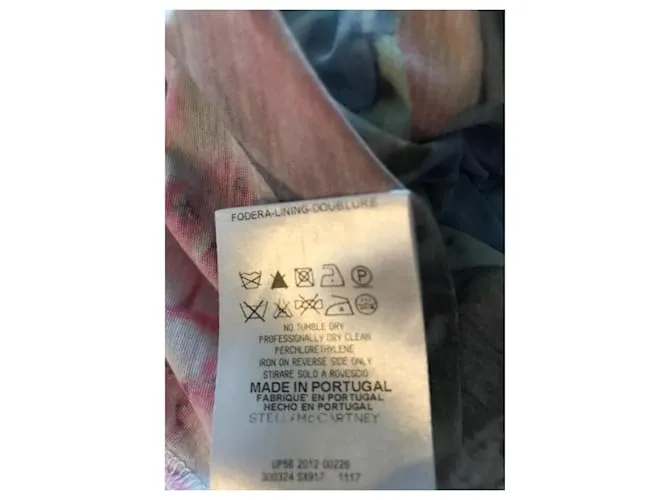 FODERA-LINING-DOUBLURE
P
NO TUMBLE DRY
PROFESSIONALLY DRY CLEAN
PERCHLORETHYLENE
IRON ON REVERSE SIDE ONLY
STIRARE SOLO A ROVESCIO
MADE IN PORTUGAL
FABRIQUE' EN PORTUGAL
HECHO EN PORTUGAL
STELLA McCARTNEY
2012 00226
300324 SX917 1117